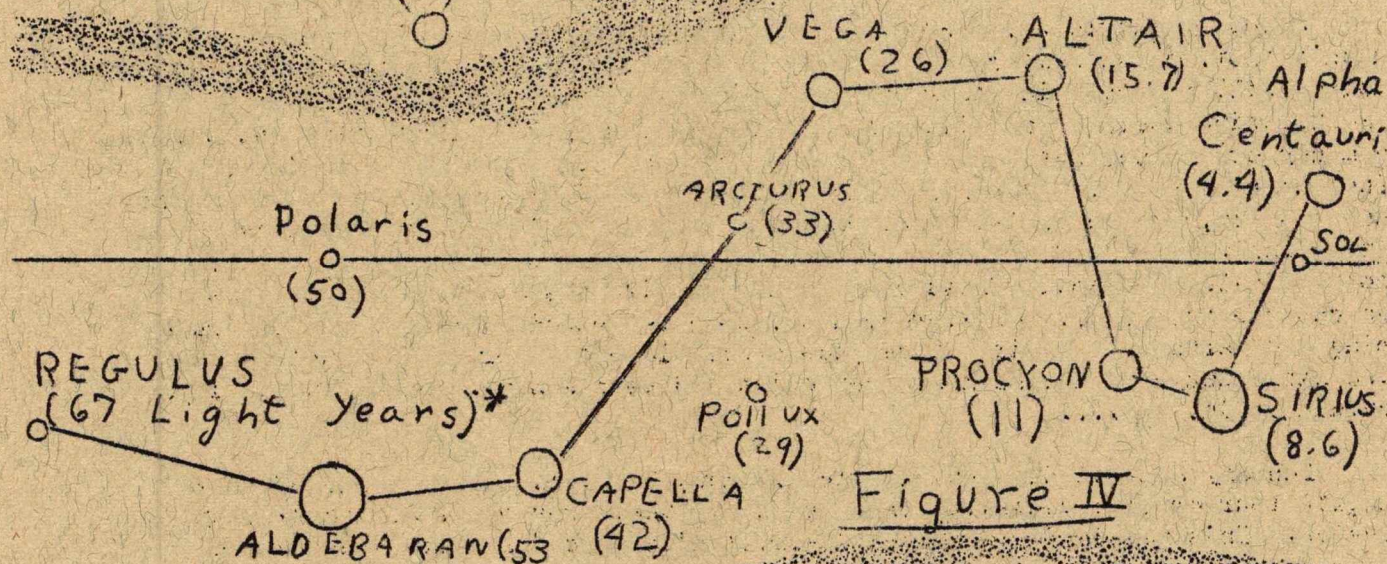 VEGA
(26)
ALTAIR
(15.7)
Alpha
Centauri
(4.4)
ARCTURUS
(33)
Polaris
(50)
SOL
REGULUS
(67 Light Years)*
PROCYON
(11)
SIRIUS
(8.6)
Pollux
(29)
CAPELLA
(42)
ALDEBARAN (53
Figure IV